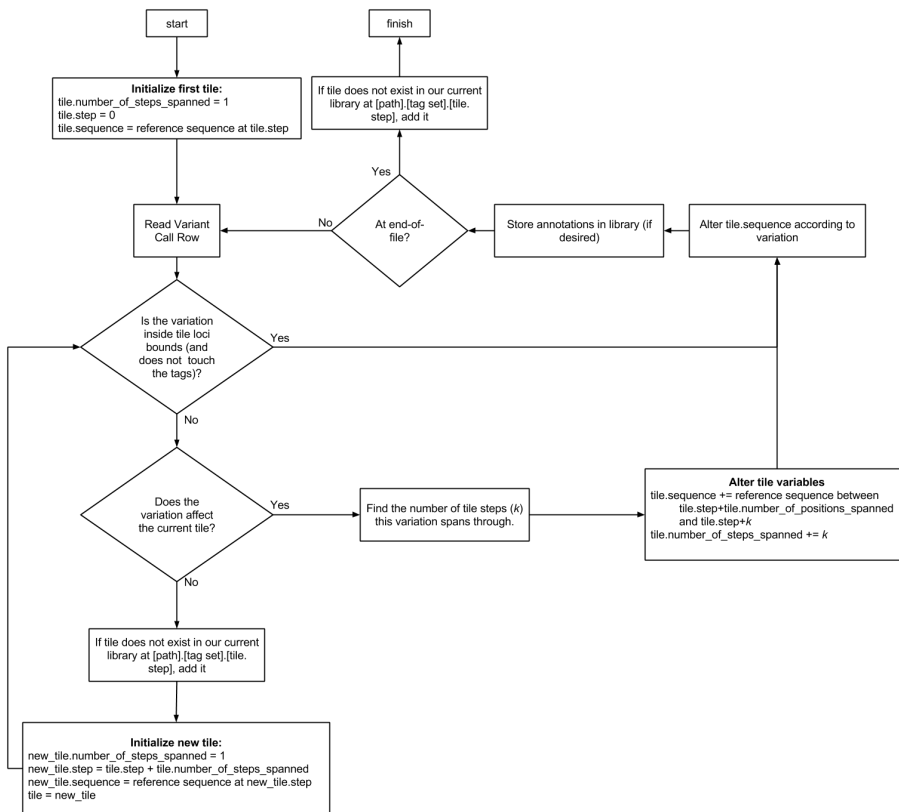 start
finish
Initialize first tile:
tile.number_of_steps_spanned = 1
tile.step = 0
tile.sequence = reference sequence at tile.step
If tile does not exist in our current
library at [path].[tag set].[tile.
step], add it
Yes
Read Variant
Call Row
No
At end-of-
file?
Store annotations in library (if
desired)
Alter tile.sequence according to
variation
Is the variation
inside tile loci
bounds (and
does not touch
the tags)?
Yes
No
Does the
variation affect
the current tile?
Yes
Find the number of tile steps (k)
this variation spans through.
Alter tile variables
tile.sequence += reference sequence between
tile.step+tile.number_of_positions_spanned
and tile.step+k
tile.number_of_steps_spanned += k
No
If tile does not exist in our current
library at [path].[tag set].[tile.
step], add it
Initialize new tile:
new_tile.number_of_steps_spanned = 1
new_tile.step = tile.step + tile.number_of_steps_spanned
new_tile.sequence = reference sequence at new_tile.step
tile = new_tile